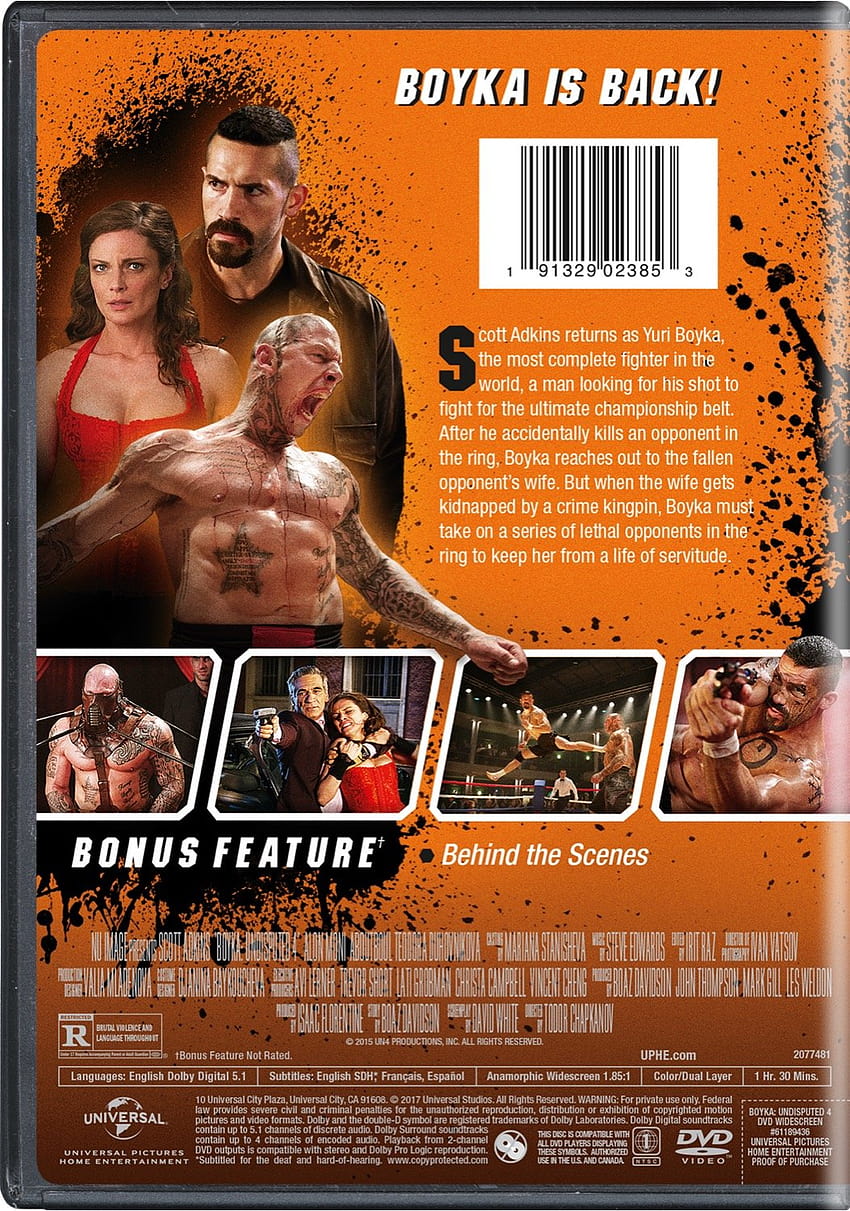 BOYKA IS BACK!
1 91329 02385 3
Scott Adkins returns as Yuri Boyka,
the most complete fighter in the
world, a man looking for his shot to
fight for the ultimate championship belt.
After he accidentally kills an opponent in
the ring, Boyka reaches out to the fallen
opponent's wife. But when the wife gets
kidnapped by a crime kingpin, Boyka must
take on a series of lethal opponents in the
ring to keep her from a life of servitude.
BONUS FEATURE†
• Behind the Scenes
NU IMAGE PRESENTS SCOTT ADKINS BOYKA: UNDISPUTED 4 ALON MONI ABOUTBOUL TEODORA DUHOVNIKOVA CASTING BY MARIANA STANISHEVA MUSIC BY STEVE EDWARDS EDITED BY IRIT RAZ DIRECTOR OF PHOTOGRAPHY IVAN VATSOV
PRODUCTION DESIGNER VALIA MLADENOVA COSTUME DESIGNER AVI LERNER TREVOR SHORT LATI GROBMAN CHRISTA CAMPBELL VINCENT CHENG PRODUCED BY BOAZ DAVIDSON JOHN THOMPSON MARK GILL LES WELDON
PRODUCED BY ISAAC FLORENTINE STORY BY BOAZ DAVIDSON SCREENPLAY BY DAVID WHITE DIRECTED BY TODOR CHAPKANOV
© 2015 UN4 PRODUCTIONS, INC. ALL RIGHTS RESERVED.
RESTRICTED
R
BRUTAL VIOLENCE AND
LANGUAGE THROUGHOUT
†Bonus Feature Not Rated.
UPHE.com
2077481
Languages: English Dolby Digital 5.1 Subtitles: English SDH,* Français, Español Anamorphic Widescreen 1.85:1 Color/Dual Layer 1 Hr. 30 Mins.
UNIVERSAL
UNIVERSAL PICTURES
HOME ENTERTAINMENT
10 Universal City Plaza, Universal City, CA 91608. © 2017 Universal Studios. All Rights Reserved. WARNING: For private use only. Federal
law provides severe civil and criminal penalties for the unauthorized reproduction, distribution or exhibition of copyrighted motion
pictures and video formats. Dolby and the double-D symbol are registered trademarks of Dolby Laboratories. Dolby Digital soundtracks
contain up to 5.1 channels of discrete audio. Dolby Surround soundtracks
contain up to 4 channels of encoded audio. Playback from 2-channel
DVD outputs is compatible with stereo and Dolby Pro Logic reproduction.
*Subtitled for the deaf and hard-of-hearing. www.copyprotected.com
THIS DISC IS COMPATIBLE WITH
ALL DVD PLAYERS DISPLAYING
THESE SYMBOLS. AUTHORIZED
USE IN THE U.S. AND CANADA.
1
NTSC
DVD
VIDEO™
BOYKA: UNDISPUTED 4
DVD WIDESCREEN
#61189436
UNIVERSAL PICTURES
HOME ENTERTAINMENT
PROOF OF PURCHASE